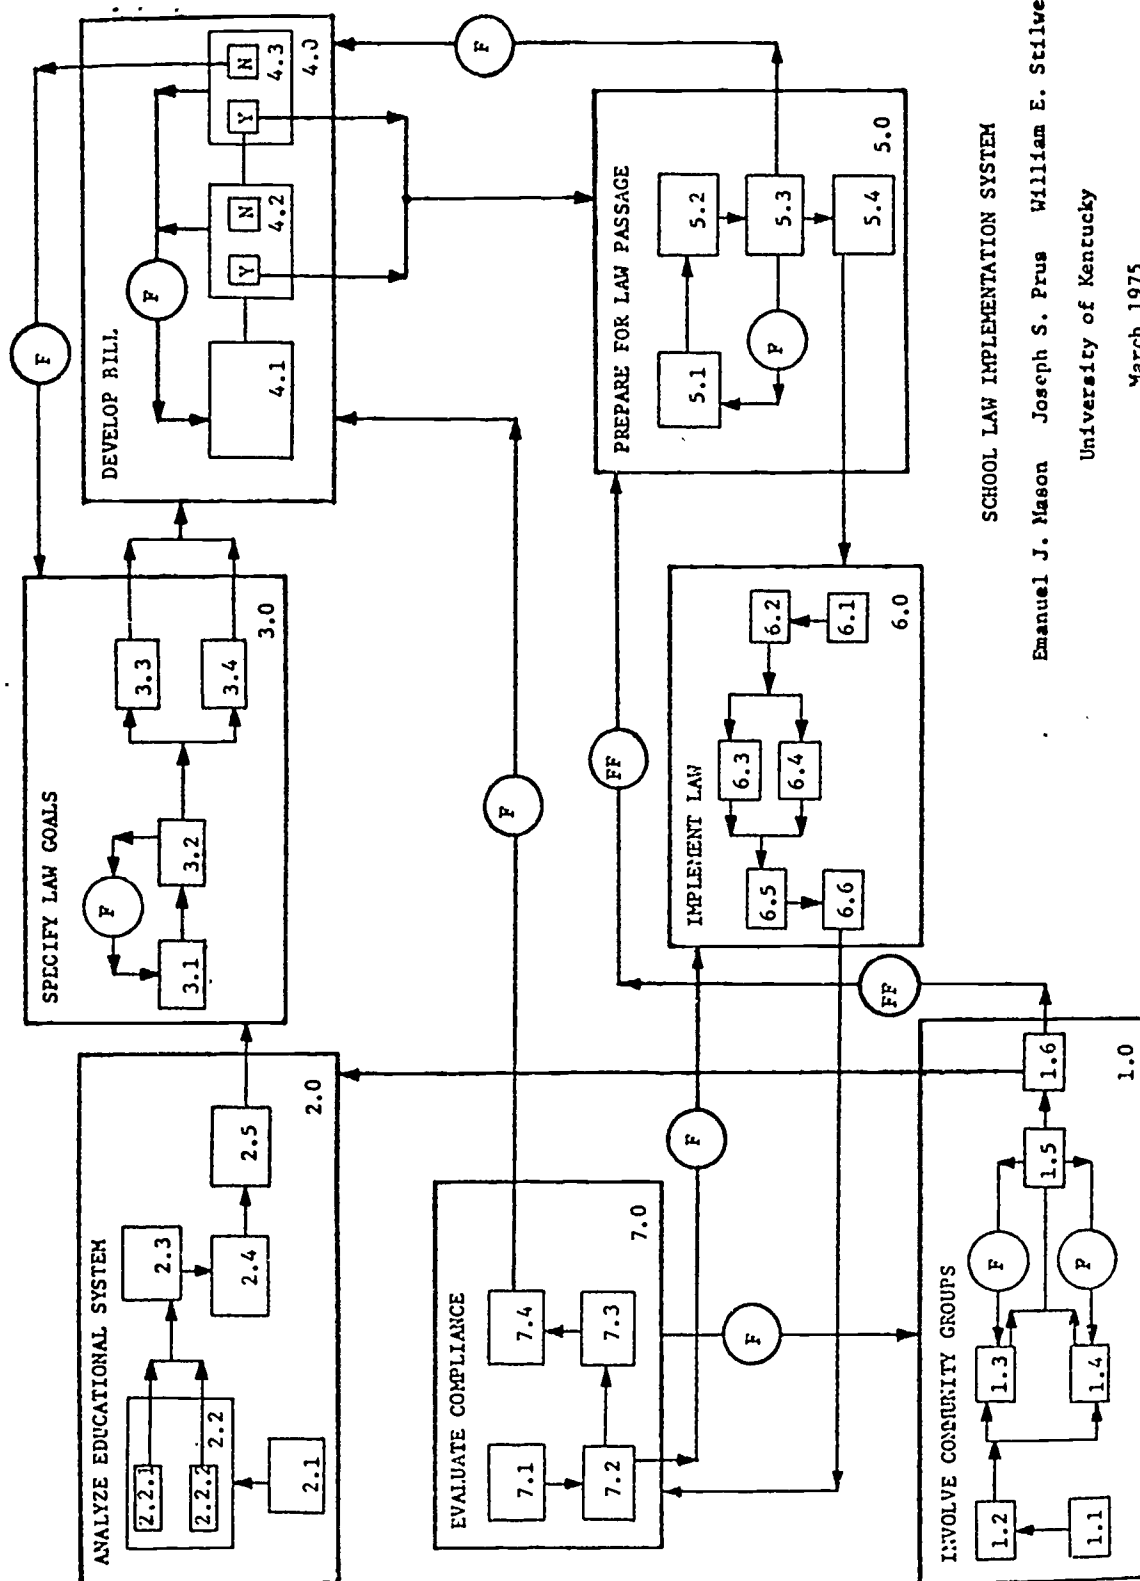 ANALYZE EDUCATIONAL SYSTEM
2.2.1
2.2.2
2.2
2.1
2.3
2.4
2.5
2.0
SPECIFY LAW GOALS
F
3.1
3.2
3.3
3.4
3.0
F
DEVELOP BILL
F
4.1
Y
N
4.2
Y
N
4.3
4.0
F
EVALUATE COMPLIANCE
7.1
7.2
7.3
7.4
7.0
F
F
F
INVOLVE COMMUNITY GROUPS
1.1
1.2
1.3
1.4
F
F
1.5
1.6
1.0
FF
FF
IMPLEMENT LAW
6.5
6.6
6.3
6.4
6.2
6.1
6.0
PREPARE FOR LAW PASSAGE
5.1
F
5.2
5.3
5.4
5.0
SCHOOL LAW IMPLEMENTATION SYSTEM
Emanuel J. Mason Joseph S. Prus William E. Stilwe
University of Kentucky
March 1975